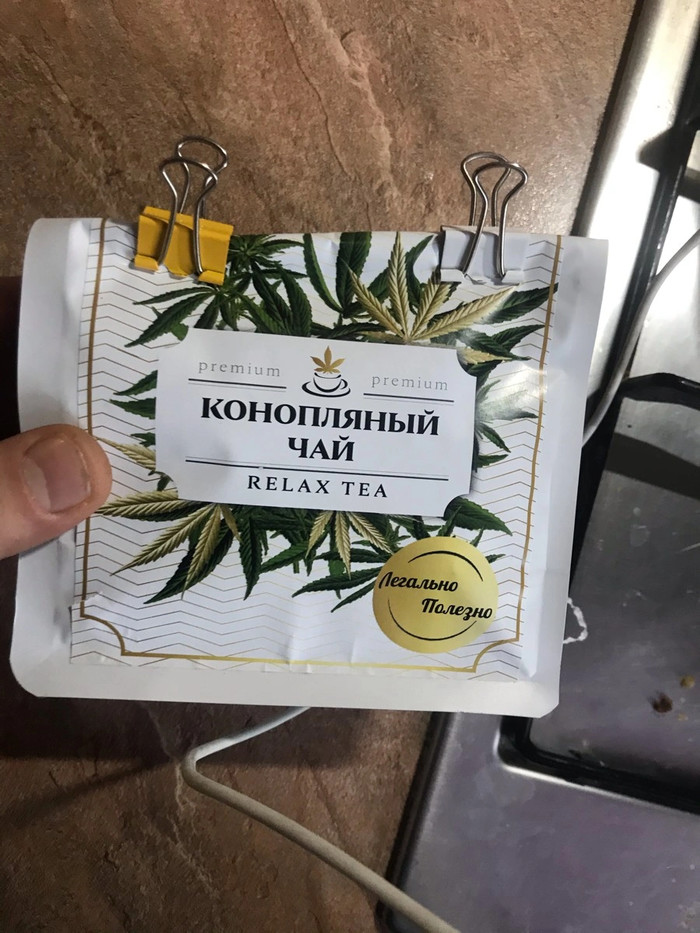 premium premium
КОНОПЛЯНЫЙ
ЧАЙ
RELAX TEA
Легально
Полезно